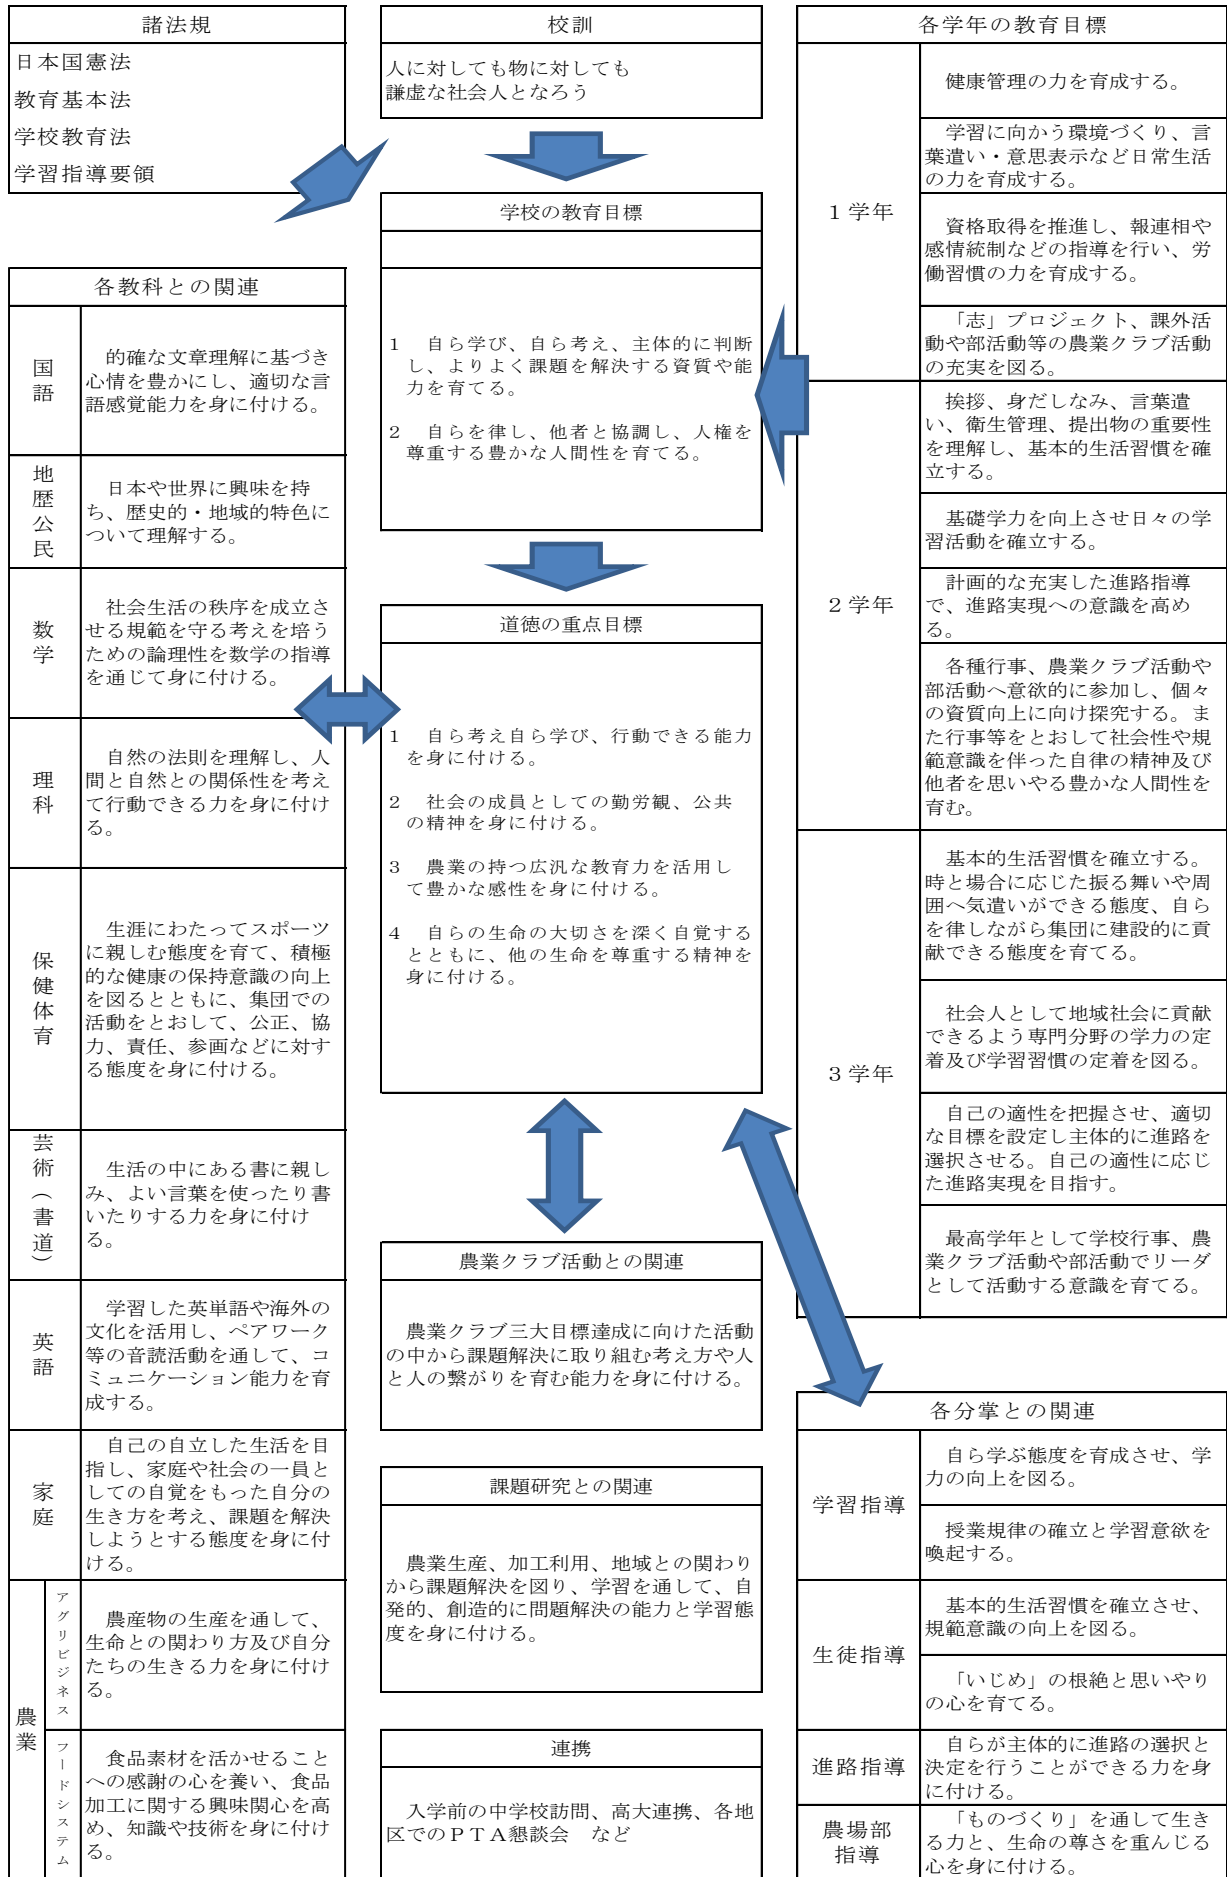 諸法規
日本国憲法
教育基本法
学校教育法
学習指導要領
校訓
人に対しても物に対しても
謙虚な社会人となろう
学校の教育目標
1　自ら学び、自ら考え、主体的に判断
し、よりよく課題を解決する資質や能
力を育てる。
2　自らを律し、他者と協調し、人権を
尊重する豊かな人間性を育てる。
道徳の重点目標
1　自ら考え自ら学び、行動できる能力
を身に付ける。
2　社会の成員としての勤労観、公共
の精神を身に付ける。
3　農業の持つ広汎な教育力を活用し
て豊かな感性を身に付ける。
4　自らの生命の大切さを深く自覚する
とともに、他の生命を尊重する精神を
身に付ける。
農業クラブ活動との関連
農業クラブ三大目標達成に向けた活動
の中から課題解決に取り組む考え方や人
と人の繋がりを育む能力を身に付ける。
課題研究との関連
農業生産、加工利用、地域との関わり
から課題解決を図り、学習を通して、自
発的、創造的に問題解決の能力と学習態
度を身に付ける。
連携
入学前の中学校訪問、高大連携、各地
区でのＰＴＡ懇談会　など
各教科との関連
国語
的確な文章理解に基づき
心情を豊かにし、適切な言
語感覚能力を身に付ける。
地歴公民
日本や世界に興味を持
ち、歴史的・地域的特色に
ついて理解する。
数学
社会生活の秩序を成立さ
せる規範を守る考えを培う
ための論理性を数学の指導
を通じて身に付ける。
理科
自然の法則を理解し、人
間と自然との関係性を考え
て行動できる力を身に付け
る。
保健体育
生涯にわたってスポーツ
に親しむ態度を育て、積極
的な健康の保持意識の向上
を図るとともに、集団での
活動をとおして、公正、協
力、責任、参画などに対す
る態度を身に付ける。
芸術（書道）
生活の中にある書に親し
み、よい言葉を使ったり書
いたりする力を身に付け
る。
英語
学習した英単語や海外の
文化を活用し、ペアワーク
等の音読活動を通して、コ
ミュニケーション能力を育
成する。
家庭
自己の自立した生活を目
指し、家庭や社会の一員と
しての自覚をもった自分の
生き方を考え、課題を解決
しようとする態度を身に付
ける。
農業
アグリビジネス
農産物の生産を通して、
生命との関わり方及び自分
たちの生きる力を身に付け
る。
フードシステム
食品素材を活かせること
への感謝の心を養い、食品
加工に関する興味関心を高
め、知識や技術を身に付け
る。
各学年の教育目標
1学年
健康管理の力を育成する。
学習に向かう環境づくり、言
葉遣い・意思表示など日常生活
の力を育成する。
資格取得を推進し、報連相や
感情統制などの指導を行い、労
働習慣の力を育成する。
「志」プロジェクト、課外活
動や部活動等の農業クラブ活動
の充実を図る。
2学年
挨拶、身だしなみ、言葉遣
い、衛生管理、提出物の重要性
を理解し、基本的生活習慣を確
立する。
基礎学力を向上させ日々の学
習活動を確立する。
計画的な充実した進路指導
で、進路実現への意識を高め
る。
各種行事、農業クラブ活動や
部活動へ意欲的に参加し、個々
の資質向上に向け探究する。ま
た行事等をとおして社会性や規
範意識を伴った自律の精神及び
他者を思いやる豊かな人間性を
育む。
3学年
基本的生活習慣を確立する。
時と場合に応じた振る舞いや周
囲へ気遣いができる態度、自ら
を律しながら集団に建設的に貢
献できる態度を育てる。
社会人として地域社会に貢献
できるよう専門分野の学力の定
着及び学習習慣の定着を図る。
自己の適性を把握させ、適切
な目標を設定し主体的に進路を
選択させる。自己の適性に応じ
た進路実現を目指す。
最高学年として学校行事、農
業クラブ活動や部活動でリーダ
として活動する意識を育てる。
各分掌との関連
学習指導
自ら学ぶ態度を育成させ、学
力の向上を図る。
授業規律の確立と学習意欲を
喚起する。
生徒指導
基本的生活習慣を確立させ、
規範意識の向上を図る。
「いじめ」の根絶と思いやり
の心を育てる。
進路指導
自らが主体的に進路の選択と
決定を行うことができる力を身
に付ける。
農場部
指導
「ものづくり」を通して生き
る力と、生命の尊さを重んじる
心を身に付ける。